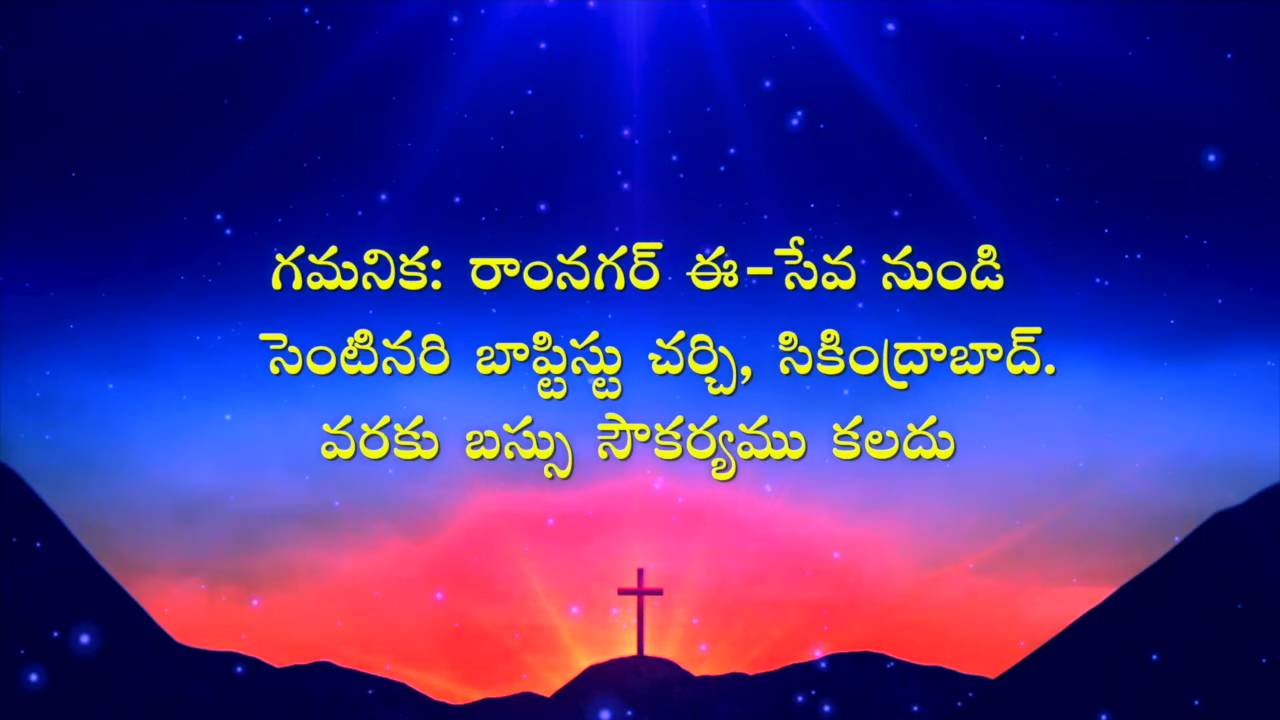 గమనిక: రాంనగర్ ఈ-సేవ నుండి
సెంటినరి బాప్టిస్టు చర్చి, సికింద్రాబాద్.
వరకు బస్సు సౌకర్యము కలదు